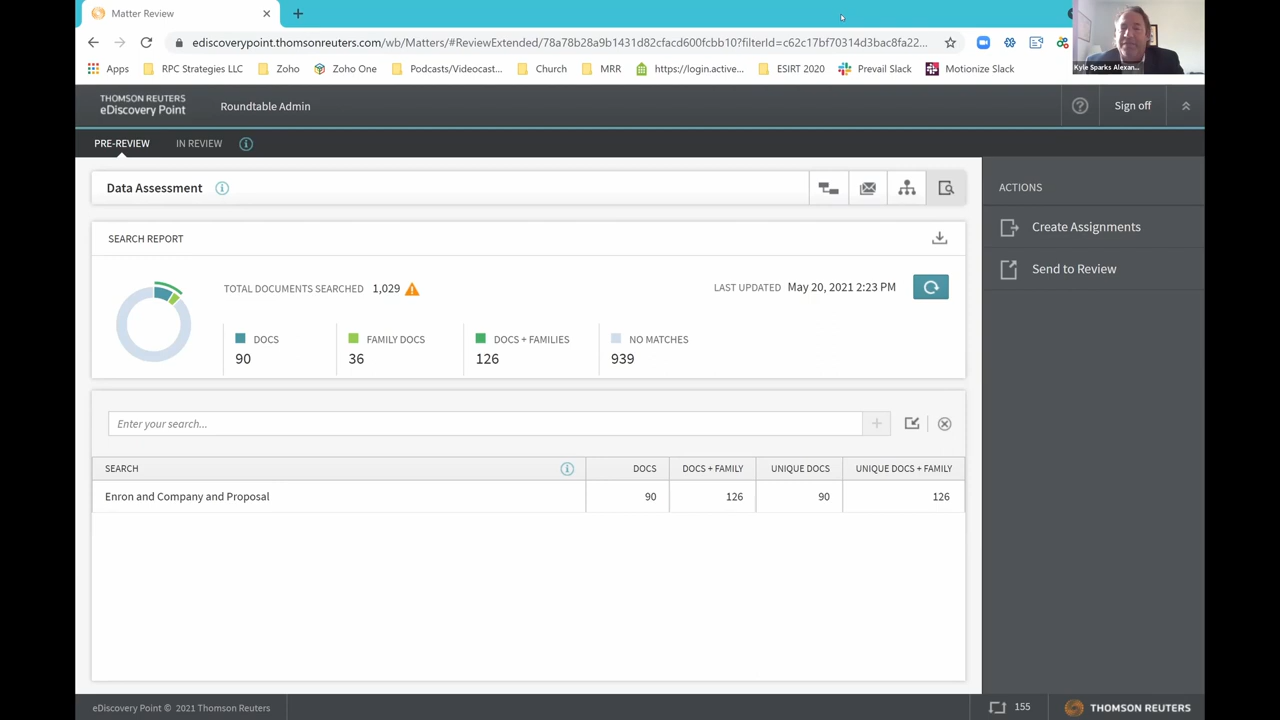 Matter Review
ediscoverypoint.thomsonreuters.com/wb/Matters/#ReviewExtended/78a78b28a9b1431d82cfacd600fcbb10?filterId=c62c17bf70314d3bac8fa22...
Apps RPC Strategies LLC Zoho Zoho One Podcasts/Videocast... Church MRR https://login.active... ESIRT 2020 Prevail Slack Motionize Slack
Kyle Sparks Alexan...
THOMSON REUTERS
eDiscovery Point
Roundtable Admin
? Sign off
PRE-REVIEW IN REVIEW i
Data Assessment i
ACTIONS
Create Assignments
Send to Review
SEARCH REPORT
TOTAL DOCUMENTS SEARCHED 1,029
LAST UPDATED May 20, 2021 2:23 PM
DOCS FAMILY DOCS DOCS + FAMILIES NO MATCHES
90 36 126 939
Enter your search...
SEARCH i DOCS DOCS + FAMILY UNIQUE DOCS UNIQUE DOCS + FAMILY
Enron and Company and Proposal 90 126 90 126
eDiscovery Point © 2021 Thomson Reuters
155 THOMSON REUTERS